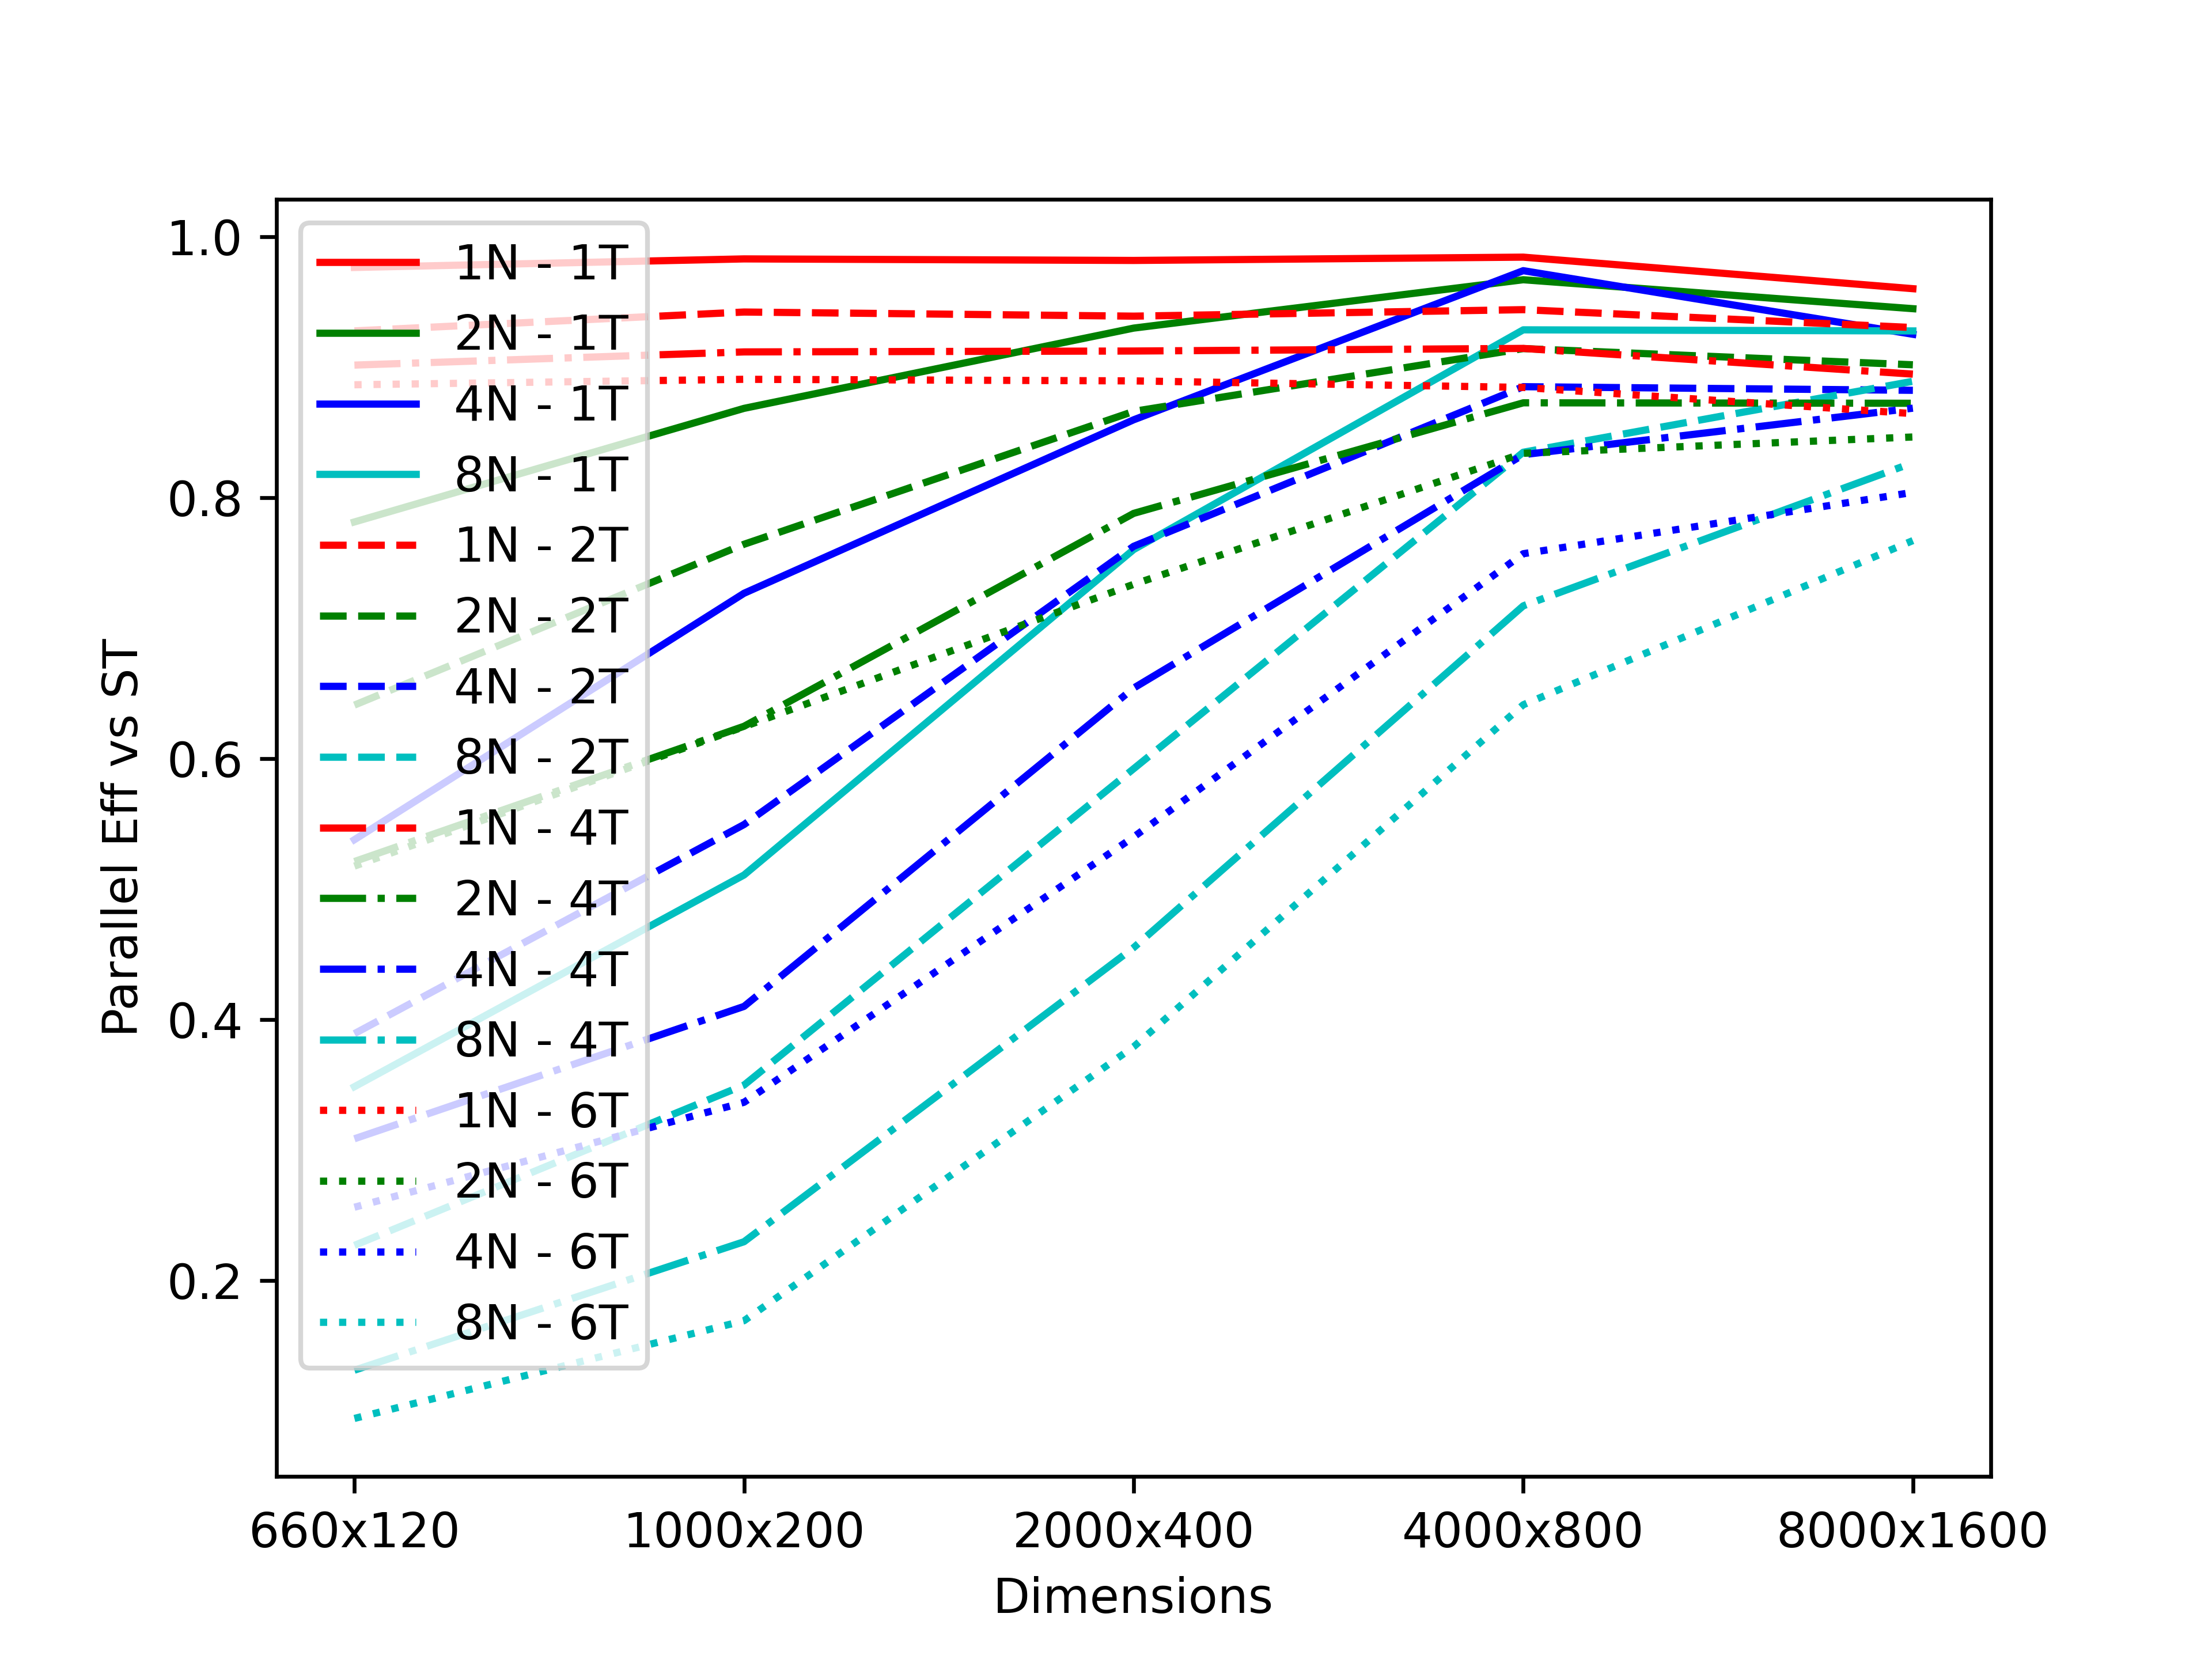 1.0
0.8
0.6
0.4
0.2
Parallel Eff vs ST
1N - 1T
2N - 1T
4N - 1T
8N - 1T
1N - 2T
2N - 2T
4N - 2T
8N - 2T
1N - 4T
2N - 4T
4N - 4T
8N - 4T
1N - 6T
2N - 6T
4N - 6T
8N - 6T
660x120 1000x200 2000x400 4000x800 8000x1600
Dimensions